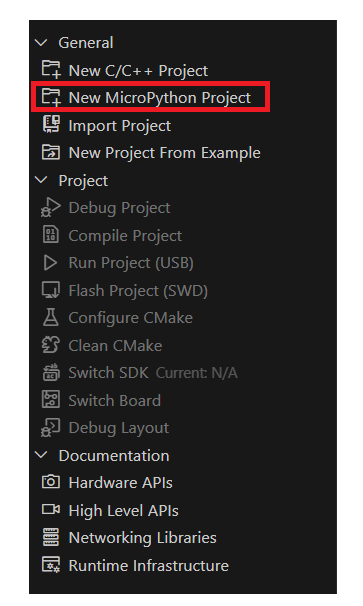 General
New C/C++ Project
New MicroPython Project
Import Project
New Project From Example
Project
Debug Project
Compile Project
Run Project (USB)
Flash Project (SWD)
Configure CMake
Clean CMake
Switch SDK Current: N/A
Switch Board
Debug Layout
Documentation
Hardware APIs
High Level APIs
Networking Libraries
Runtime Infrastructure